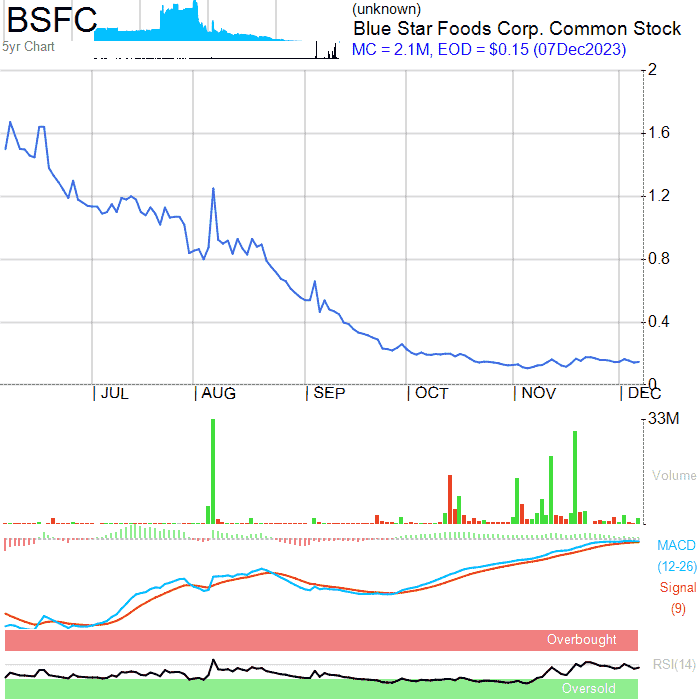 BSFC
(unknown)
Blue Star Foods Corp. Common Stock
5yr Chart
MC = 2.1M, EOD = $0.15 (07Dec2023)
2
1.6
1.2
0.8
0.4
0
JUL AUG SEP OCT NOV DEC
33M
Volume
MACD
(12-26)
Signal
(9)
Overbought
RSI(14)
Oversold